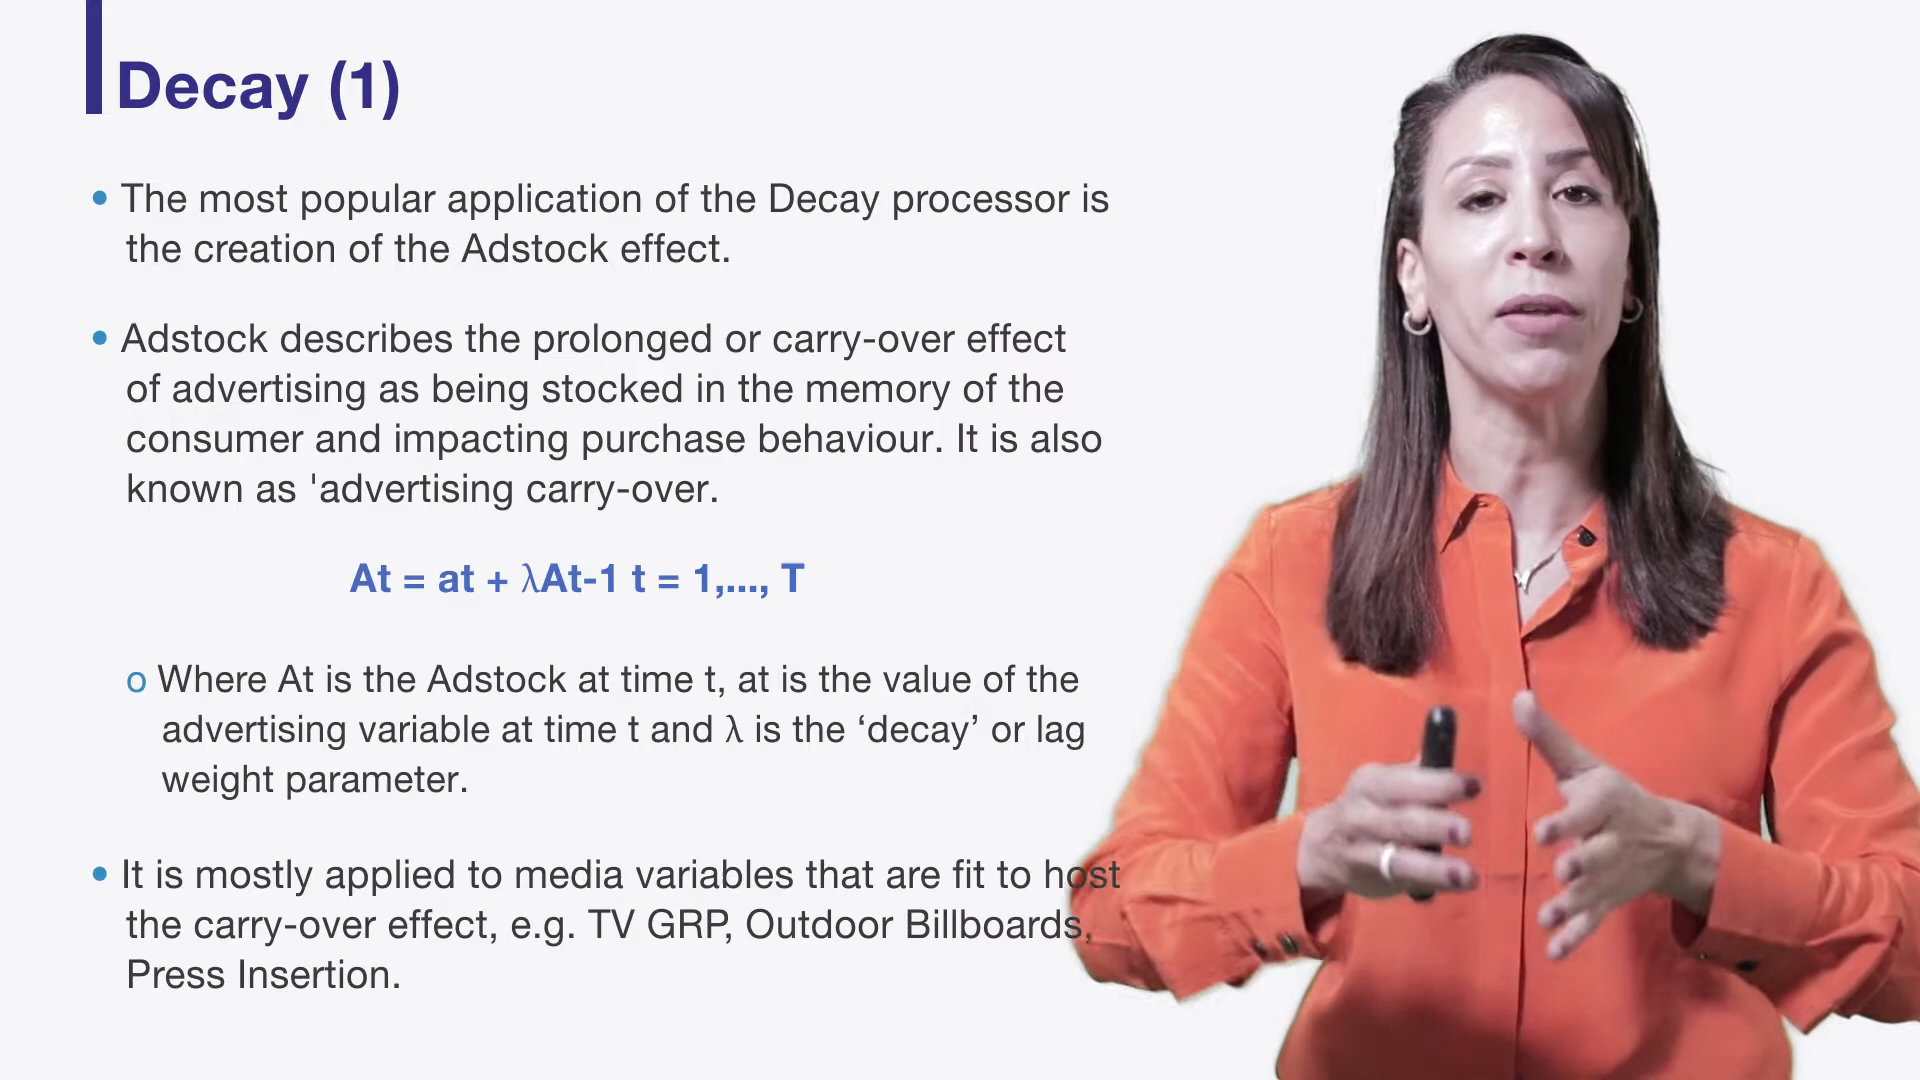 Decay (1)
• The most popular application of the Decay processor is
the creation of the Adstock effect.
• Adstock describes the prolonged or carry-over effect
of advertising as being stocked in the memory of the
consumer and impacting purchase behaviour. It is also
known as 'advertising carry-over.
At = at + λAt-1 t = 1,..., T
o Where At is the Adstock at time t, at is the value of the
advertising variable at time t and λ is the ‘decay’ or lag
weight parameter.
• It is mostly applied to media variables that are fit to host
the carry-over effect, e.g. TV GRP, Outdoor Billboards,
Press Insertion.